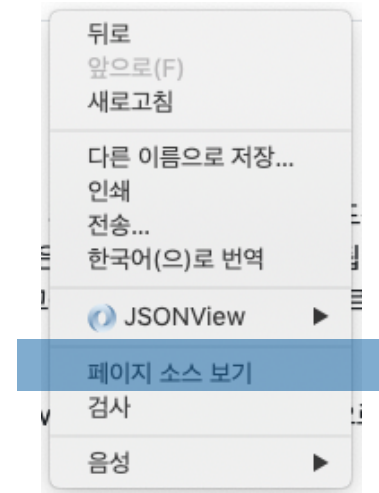 뒤로
앞으로(F)
새로고침
다른 이름으로 저장...
인쇄
전송...
한국어(으)로 번역
JSONView
페이지 소스 보기
검사
음성